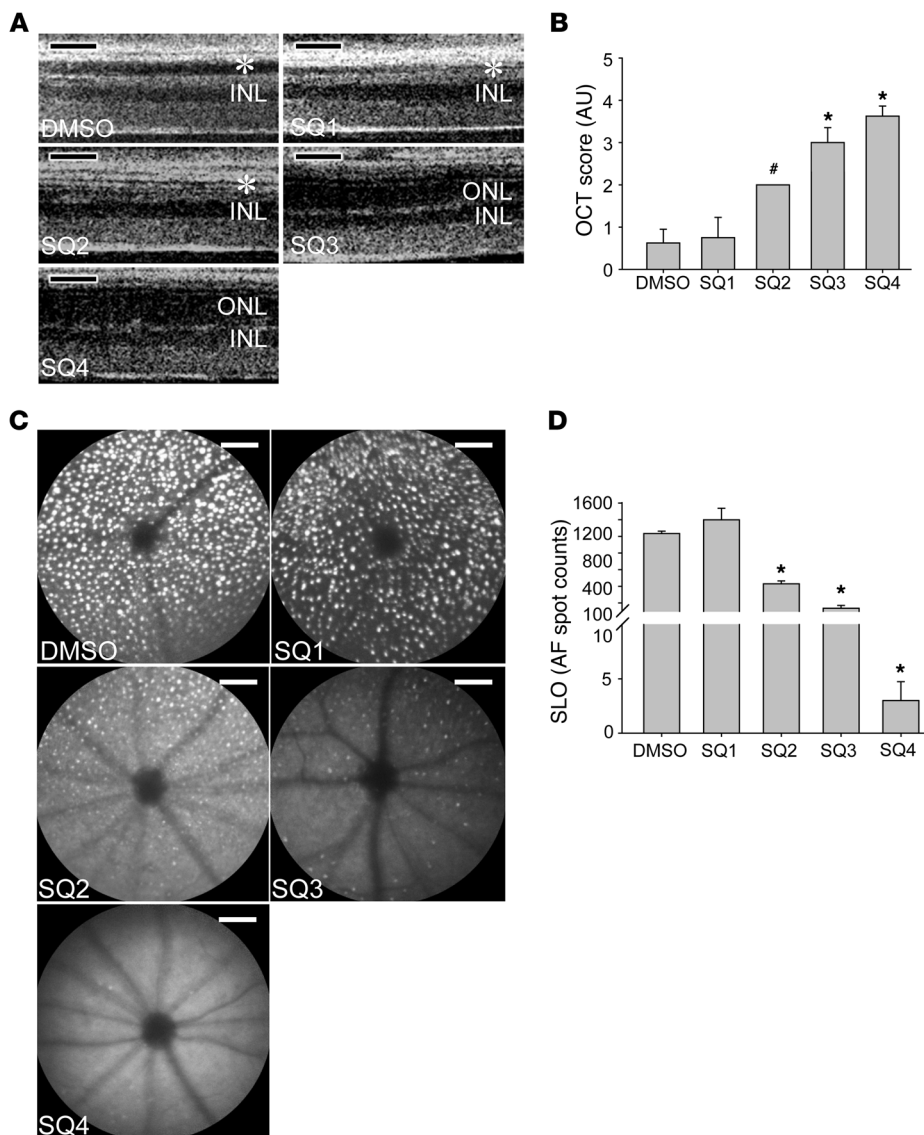 A
*
INL
DMSO
*
INL
SQ1
*
INL
SQ2
ONL
INL
SQ3
ONL
INL
SQ4
B
OCT score (AU)
5
4
3
2
1
0
#
*
*
DMSO SQ1 SQ2 SQ3 SQ4
C
DMSO
SQ1
SQ2
SQ3
SQ4
D
SLO (AF spot counts)
1600
1200
800
400
100
10
5
0
*
*
*
DMSO SQ1 SQ2 SQ3 SQ4